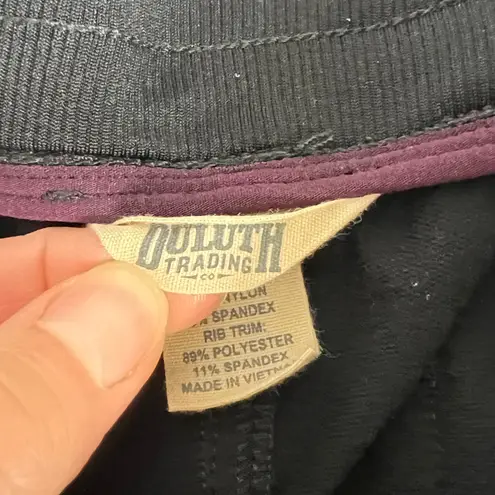 DULUTH
TRADING
CO
NYLON
% SPANDEX
RIB TRIM:
89% POLYESTER
11% SPANDEX
MADE IN VIETNA